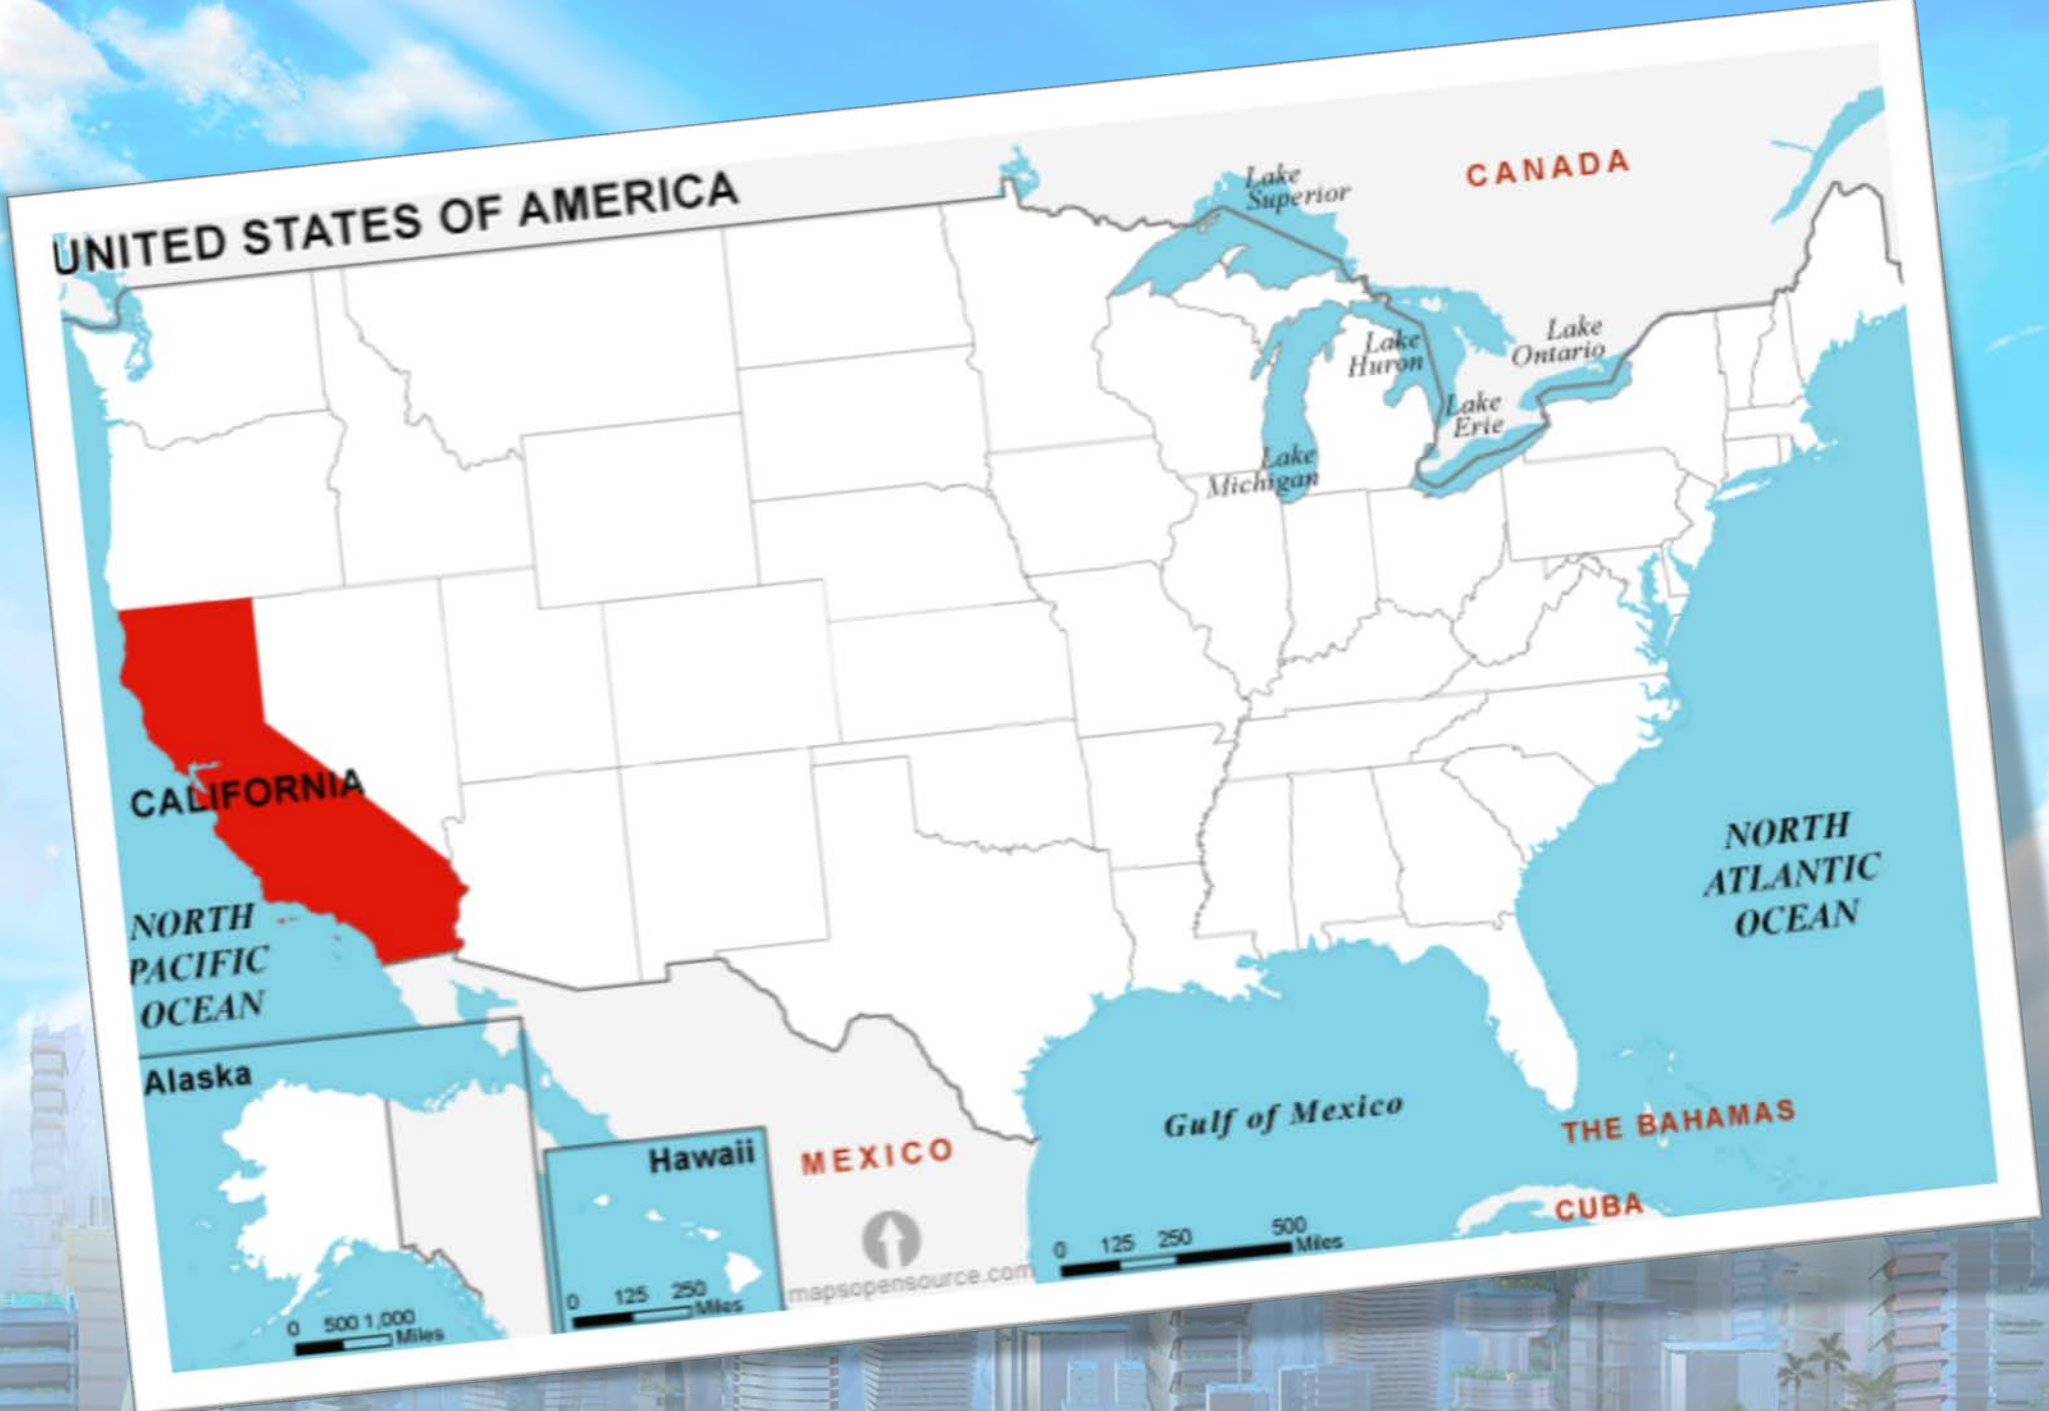 UNITED STATES OF AMERICA
CANADA
Lake
Superior
Lake
Huron
Lake
Ontario
Lake
Erie
Lake
Michigan
CALIFORNIA
NORTH
PACIFIC
OCEAN
NORTH
ATLANTIC
OCEAN
Alaska
0 500 1,000
Miles
Hawaii
0 125 250
Miles
MEXICO
mapsopensource.com
Gulf of Mexico
0 125 250 500
Miles
THE BAHAMAS
CUBA